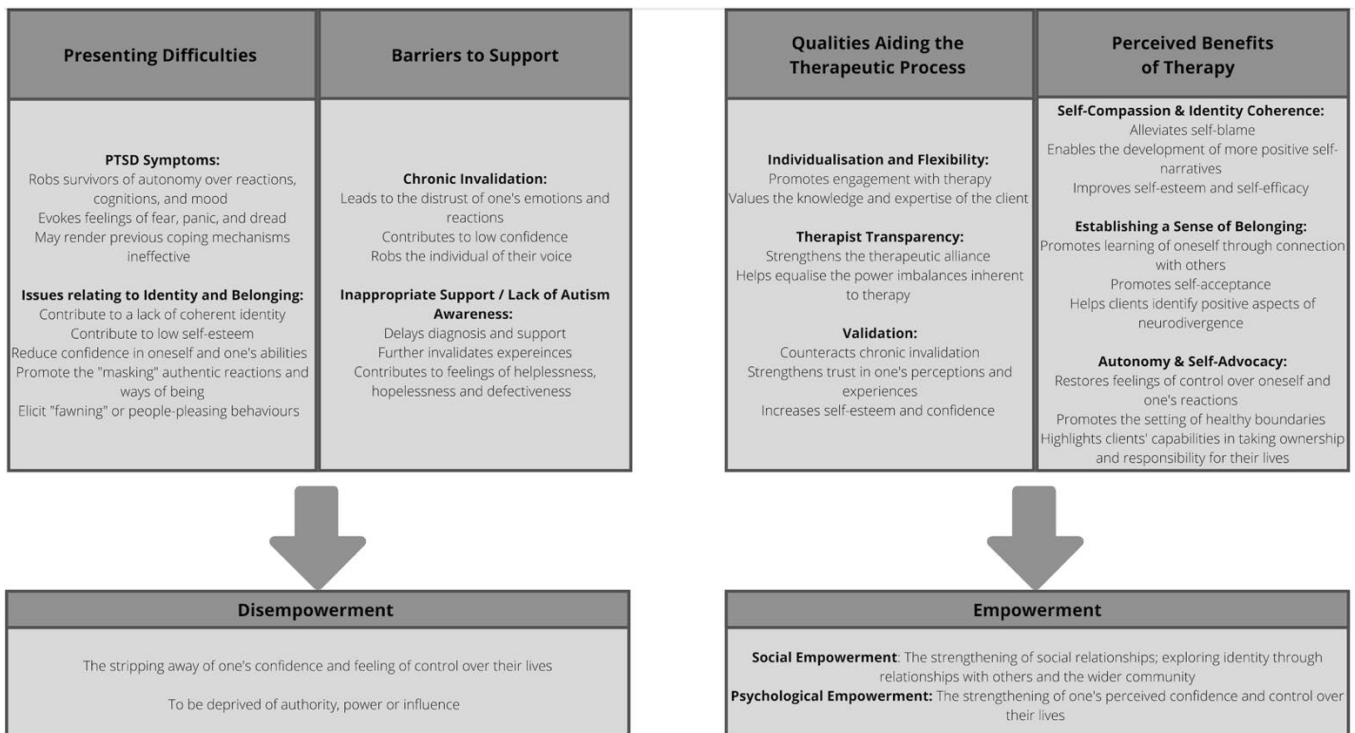 Presenting Difficulties
PTSD Symptoms:
Robs survivors of autonomy over reactions,
cognitions, and mood
Evokes feelings of fear, panic, and dread
May render previous coping mechanisms
ineffective
Issues relating to Identity and Belonging:
Contribute to a lack of coherent identity
Contribute to low self-esteem
Reduce confidence in oneself and one's abilities
Promote the "masking" authentic reactions and
ways of being
Elicit "fawning" or people-pleasing behaviours
Barriers to Support
Chronic Invalidation:
Leads to the distrust of one's emotions and
reactions
Contributes to low confidence
Robs the individual of their voice
Inappropriate Support / Lack of Autism
Awareness:
Delays diagnosis and support
Further invalidates expereinces
Contributes to feelings of helplessness,
hopelessness and defectiveness
Disempowerment
The stripping away of one's confidence and feeling of control over their lives
To be deprived of authority, power or influence
Qualities Aiding the
Therapeutic Process
Individualisation and Flexibility:
Promotes engagement with therapy
Values the knowledge and expertise of the client
Therapist Transparency:
Strengthens the therapeutic alliance
Helps equalise the power imbalances inherent
to therapy
Validation:
Counteracts chronic invalidation
Strengthens trust in one's perceptions and
experiences
Increases self-esteem and confidence
Perceived Benefits
of Therapy
Self-Compassion & Identity Coherence:
Alleviates self-blame
Enables the development of more positive self-
narratives
Improves self-esteem and self-efficacy
Establishing a Sense of Belonging:
Promotes learning of oneself through connection
with others
Promotes self-acceptance
Helps clients identify positive aspects of
neurodivergence
Autonomy & Self-Advocacy:
Restores feelings of control over oneself and
one's reactions
Promotes the setting of healthy boundaries
Highlights clients' capabilities in taking ownership
and responsibility for their lives
Empowerment
Social Empowerment: The strengthening of social relationships; exploring identity through
relationships with others and the wider community
Psychological Empowerment: The strengthening of one's perceived confidence and control over
their lives